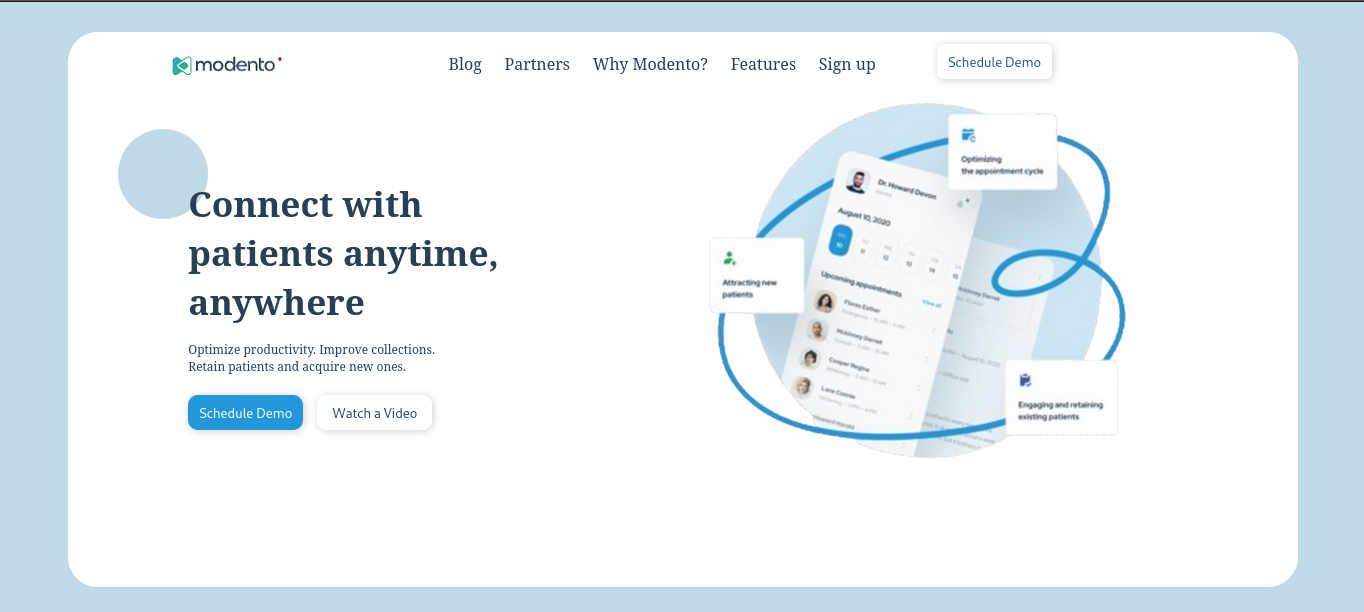 modento
Blog Partners Why Modento? Features Sign up
Schedule Demo
Connect with
patients anytime,
anywhere
Optimize productivity. Improve collections.
Retain patients and acquire new ones.
Schedule Demo
Watch a Video
Optimizing
the appointment cycle
Dr. Howard Devon
August 10, 2020
10 11 12 13 14 15
Attracting new
patients
Upcoming appointments
View all
Flores Esther
Mckinney Darrell
Cooper Regina
Lane Connie
Howard Harold
Engaging and retaining
existing patients